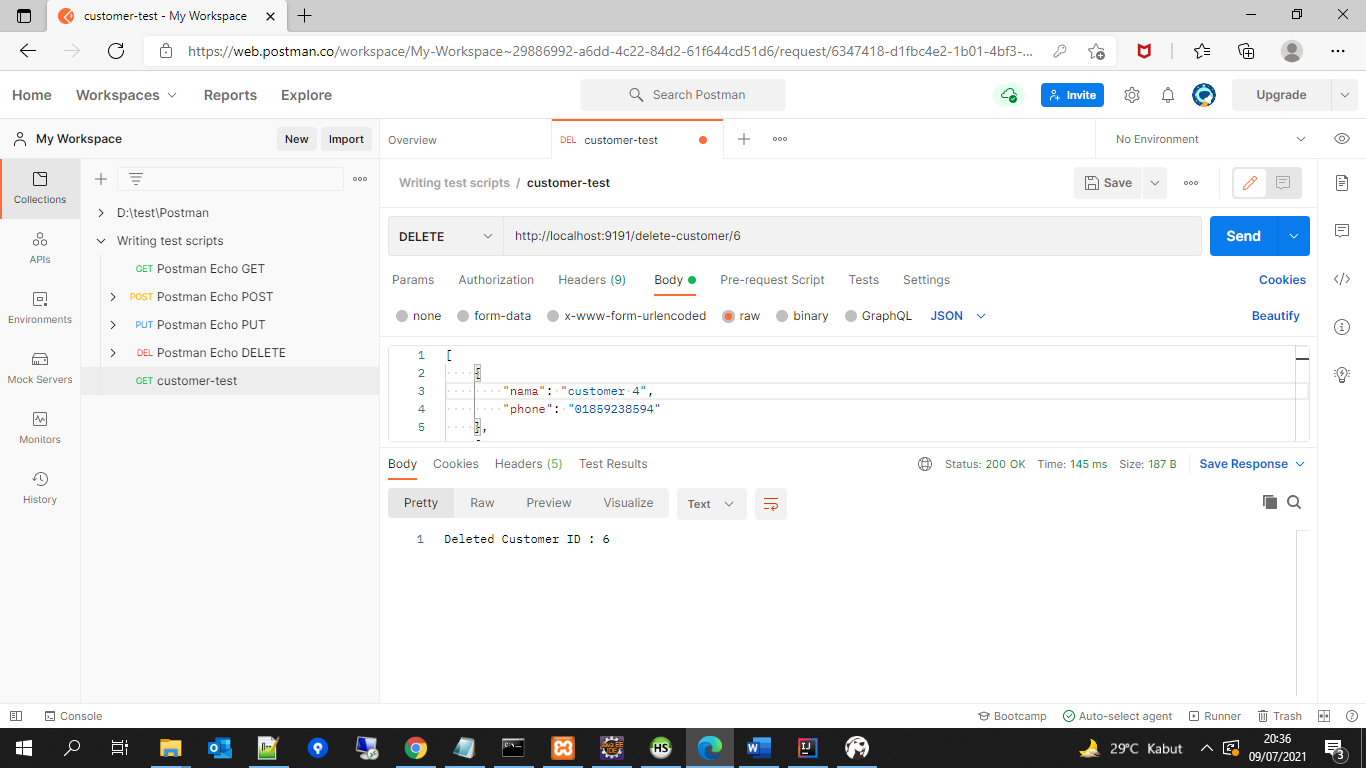 customer-test - My Workspace
https://web.postman.co/workspace/My-Workspace~29886992-a6dd-4c22-84d2-61f644cd51d6/request/6347418-d1fbc4e2-1b01-4bf3-...
Home Workspaces Reports Explore Search Postman Invite Upgrade
My Workspace New Import Overview DEL customer-test No Environment
Writing test scripts / customer-test Save
Collections
APIs
Environments
Mock Servers
Monitors
History
D:\test\Postman
Writing test scripts
GET Postman Echo GET
POST Postman Echo POST
PUT Postman Echo PUT
DEL Postman Echo DELETE
GET customer-test
DELETE http://localhost:9191/delete-customer/6 Send
Params Authorization Headers (9) Body Pre-request Script Tests Settings Cookies
none form-data x-www-form-urlencoded raw binary GraphQL JSON Beautify
1 [
2 {
3 "nama": "customer 4",
4 "phone": "01859238594"
5 },
Body Cookies Headers (5) Test Results Status: 200 OK Time: 145 ms Size: 187 B Save Response
Pretty Raw Preview Visualize Text
1 Deleted Customer ID : 6
Console Bootcamp Auto-select agent Runner Trash
29°C Kabut 20:36
09/07/2021
3